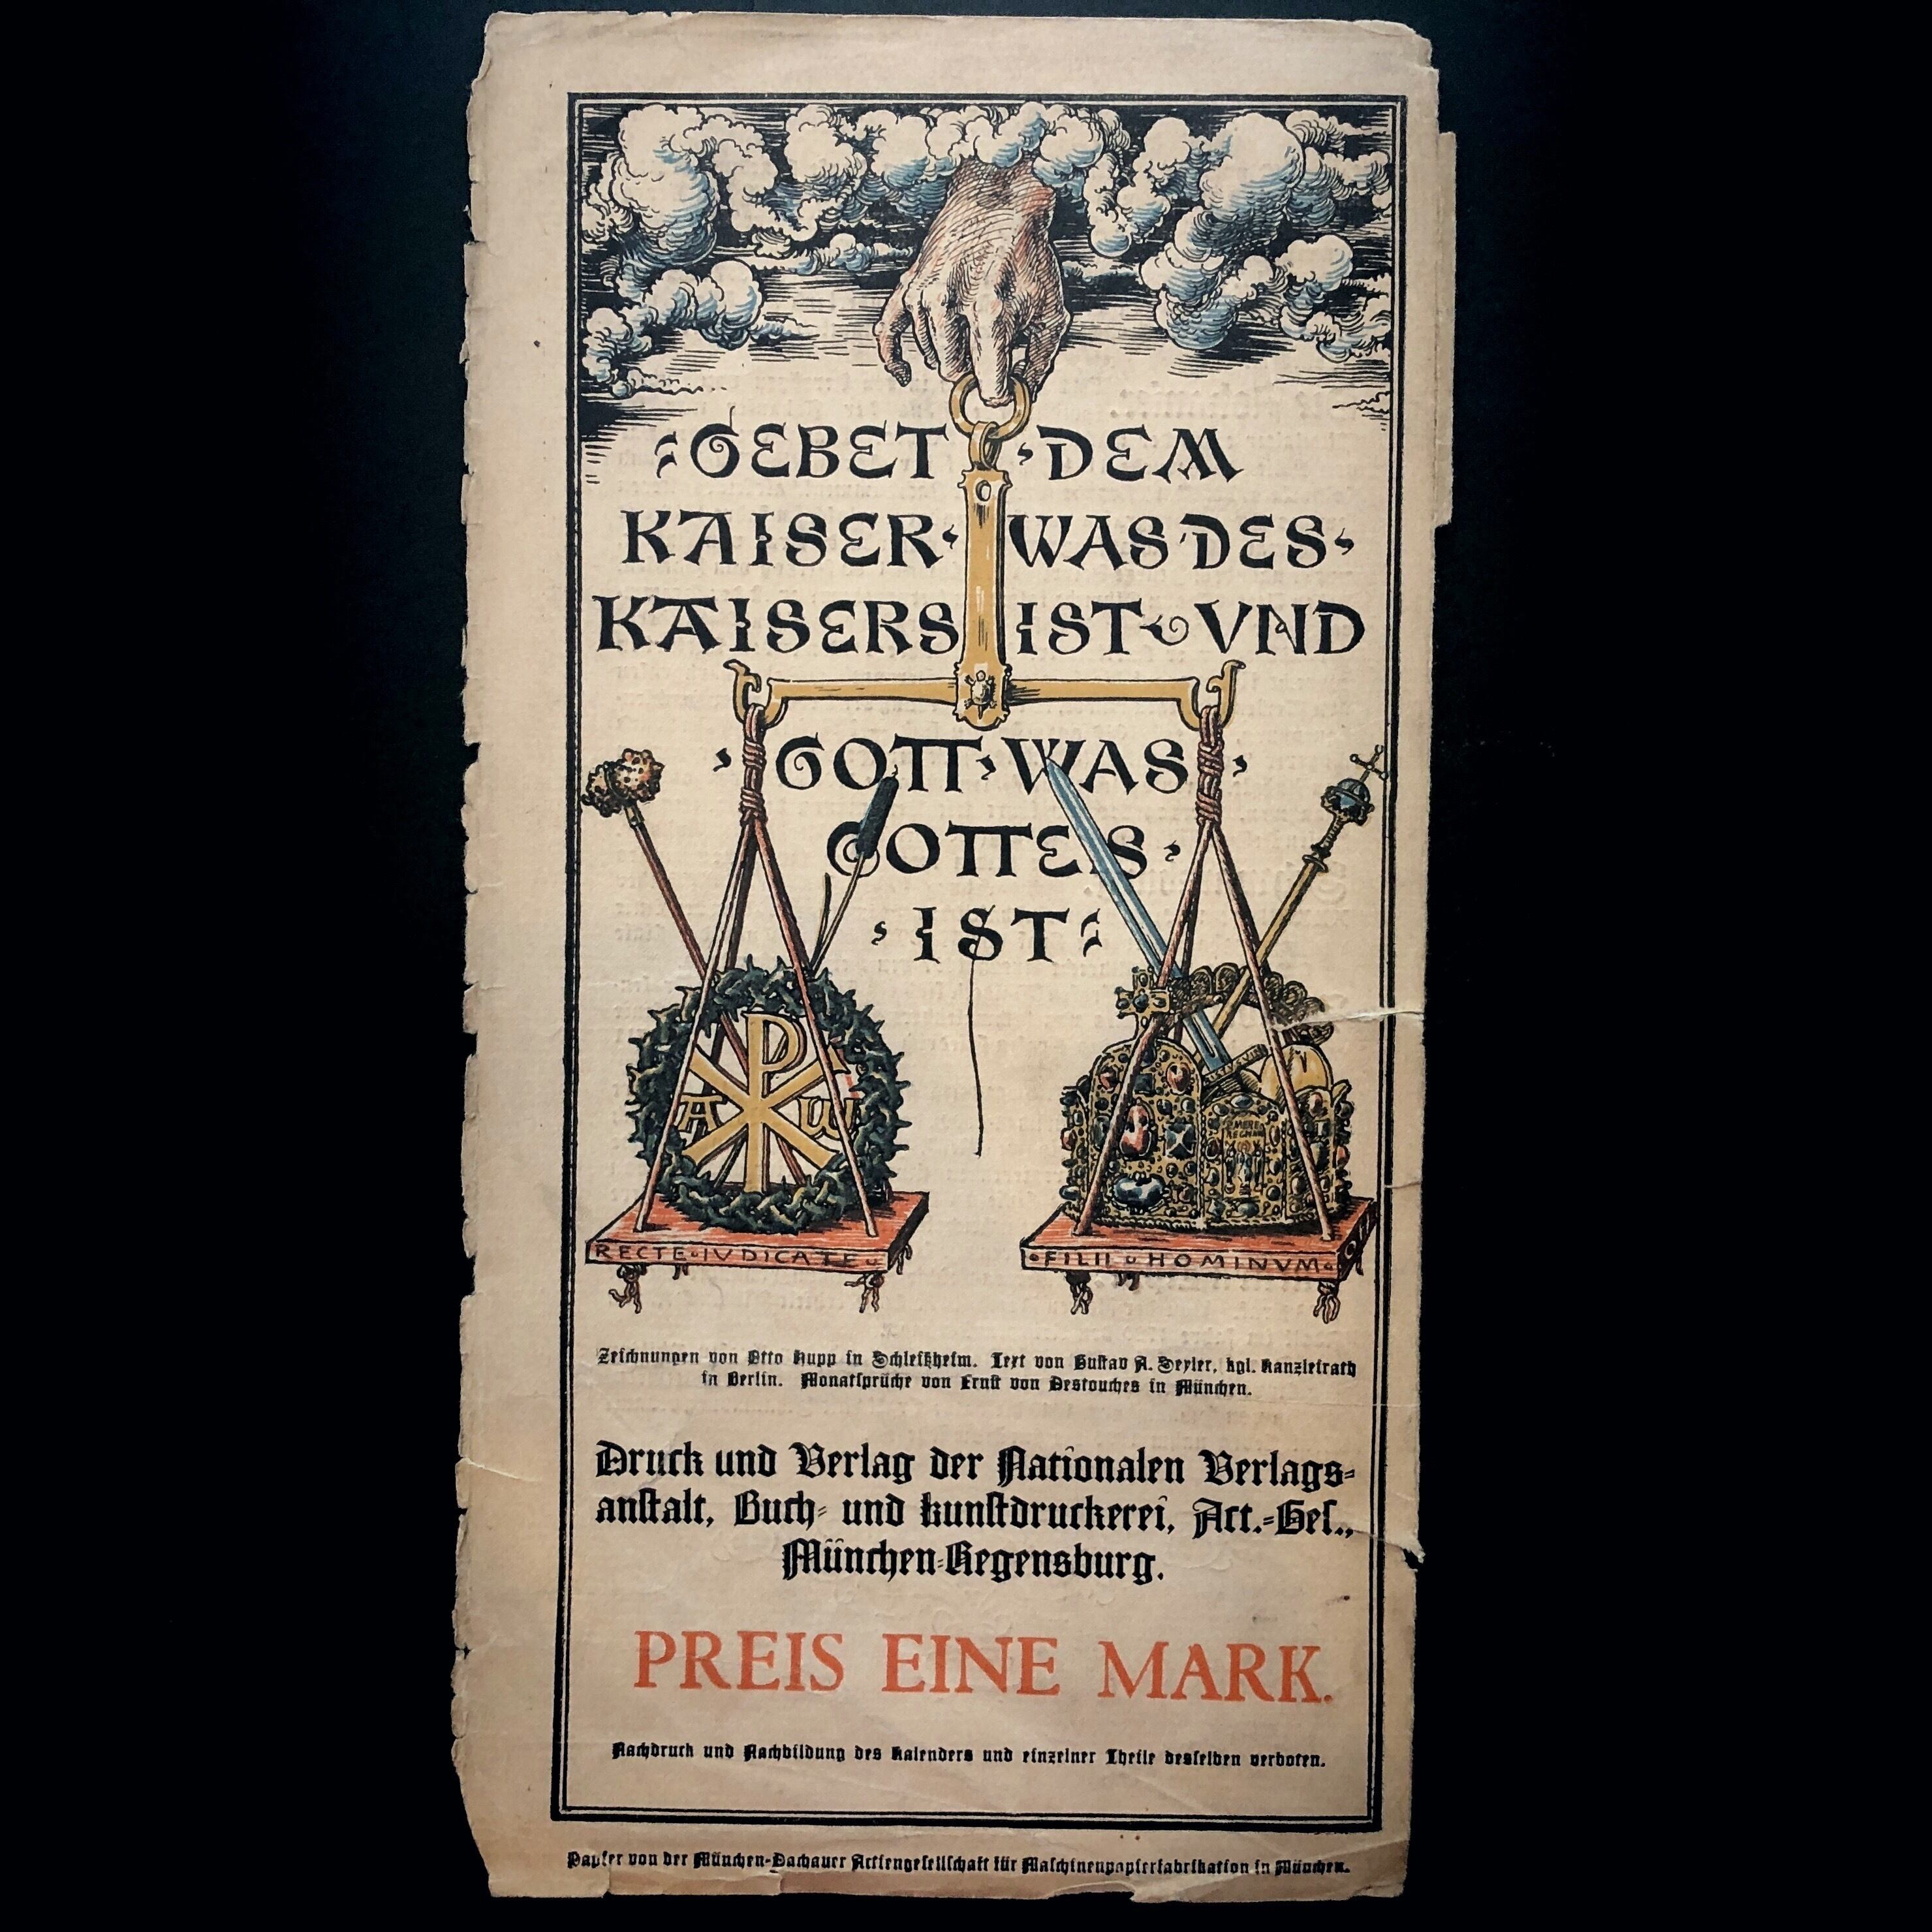 GEBET DEM
KAISER WAS DES
KAISERS IST VND
GOTT WAS
GOTTES
IST
A P ω
RECTE IVDICATE
FILII HOMINVM
Zeichnungen von Otto Hupp in Schleißheim. Text von Gustav A. Seyler, kgl. Kanzleirath
in Berlin. Monatsprüche von Ernst von Destouches in München.
Druck und Verlag der Nationalen Verlags-
anstalt, Buch- und Kunstdruckerei, Act.-Ges.,
München-Regensburg.
PREIS EINE MARK.
Nachdruck und Nachbildung des Kalenders und einzelner Theile desselben verboten.
Papier von der München-Dachauer Actiengesellschaft für Maschinenpapierfabrikation in München.